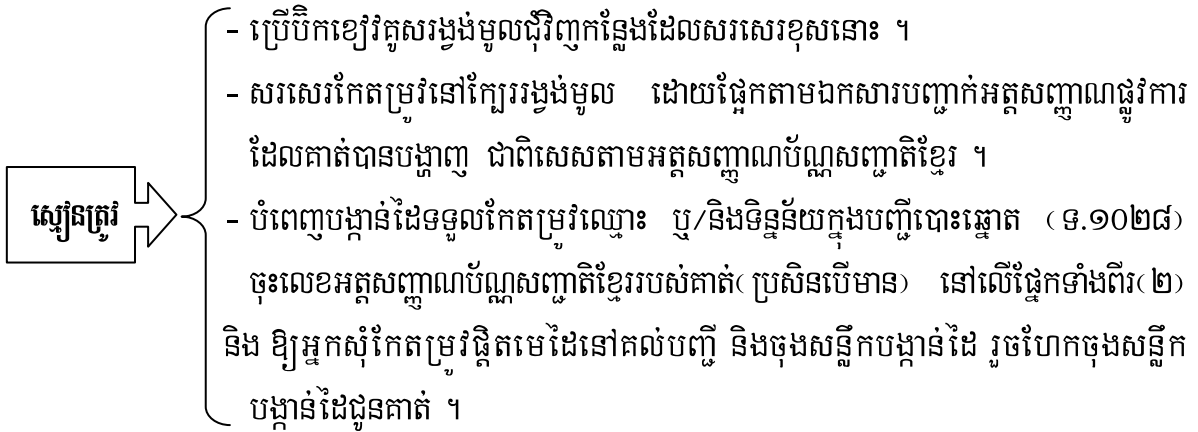 - ប្រើប៊ិកខៀវគូសរង្វង់មូលជុំវិញកន្លែងដែលសរសេរខុសនោះ ។
- សរសេរកែតម្រូវនៅក្បែររង្វង់មូល ដោយផ្អែកតាមឯកសារបញ្ជាក់អត្តសញ្ញាណផ្លូវការ
ដែលគាត់បានបង្ហាញ ជាពិសេសតាមអត្តសញ្ញាណប័ណ្ណសញ្ជាតិខ្មែរ ។
ស្មៀនត្រូវ
- បំពេញបង្កាន់ដៃទទួលកែតម្រូវឈ្មោះ ឬ/និងទិន្នន័យក្នុងបញ្ជីបោះឆ្នោត (ទ.១០២៨)
ចុះលេខអត្តសញ្ញាណប័ណ្ណសញ្ជាតិខ្មែររបស់គាត់(ប្រសិនបើមាន) នៅលើផ្នែកទាំងពីរ(២)
និង ឱ្យអ្នកសុំកែតម្រូវផ្តិតមេដៃនៅគល់បញ្ជី និងចុងសន្លឹកបង្កាន់ដៃ រួចហែកចុងសន្លឹក
បង្កាន់ដៃជូនគាត់ ។